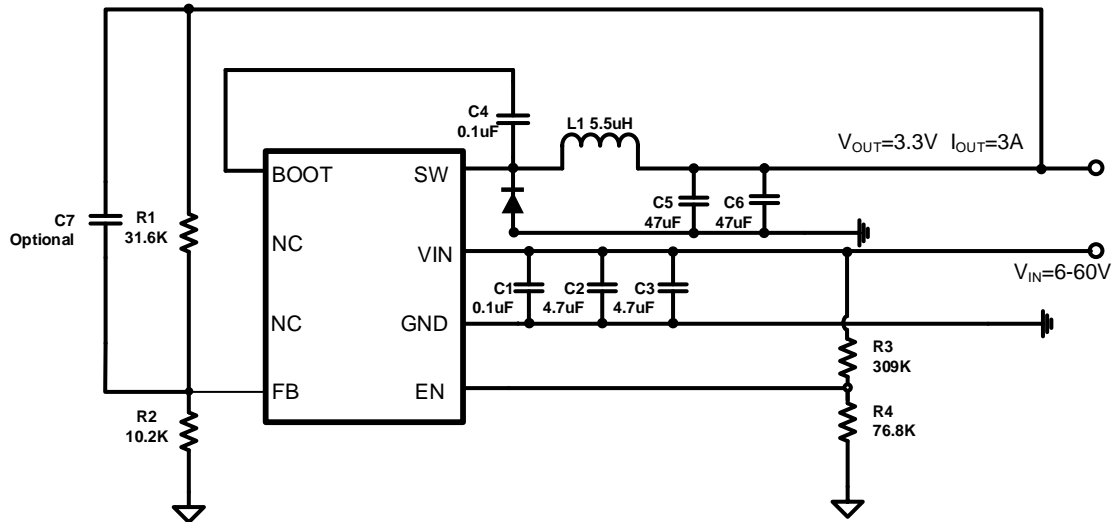 C4
0.1uF
L1 5.5uH
VOUT=3.3V IOUT=3A
BOOT
SW
C7
Optional
R1
31.6K
C5
47uF
C6
47uF
NC
VIN
VIN=6-60V
C1
0.1uF
C2
4.7uF
C3
4.7uF
NC
GND
R3
309K
FB
EN
R2
10.2K
R4
76.8K